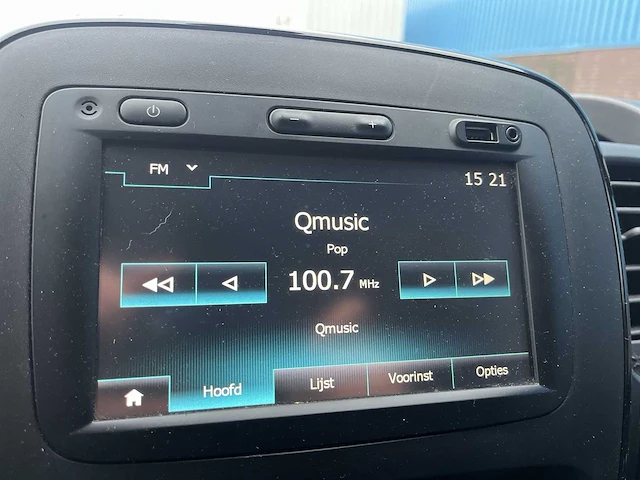 FM
15 21
Qmusic
Pop
100.7 MHz
Qmusic
Hoofd
Lijst
Voorinst
Opties